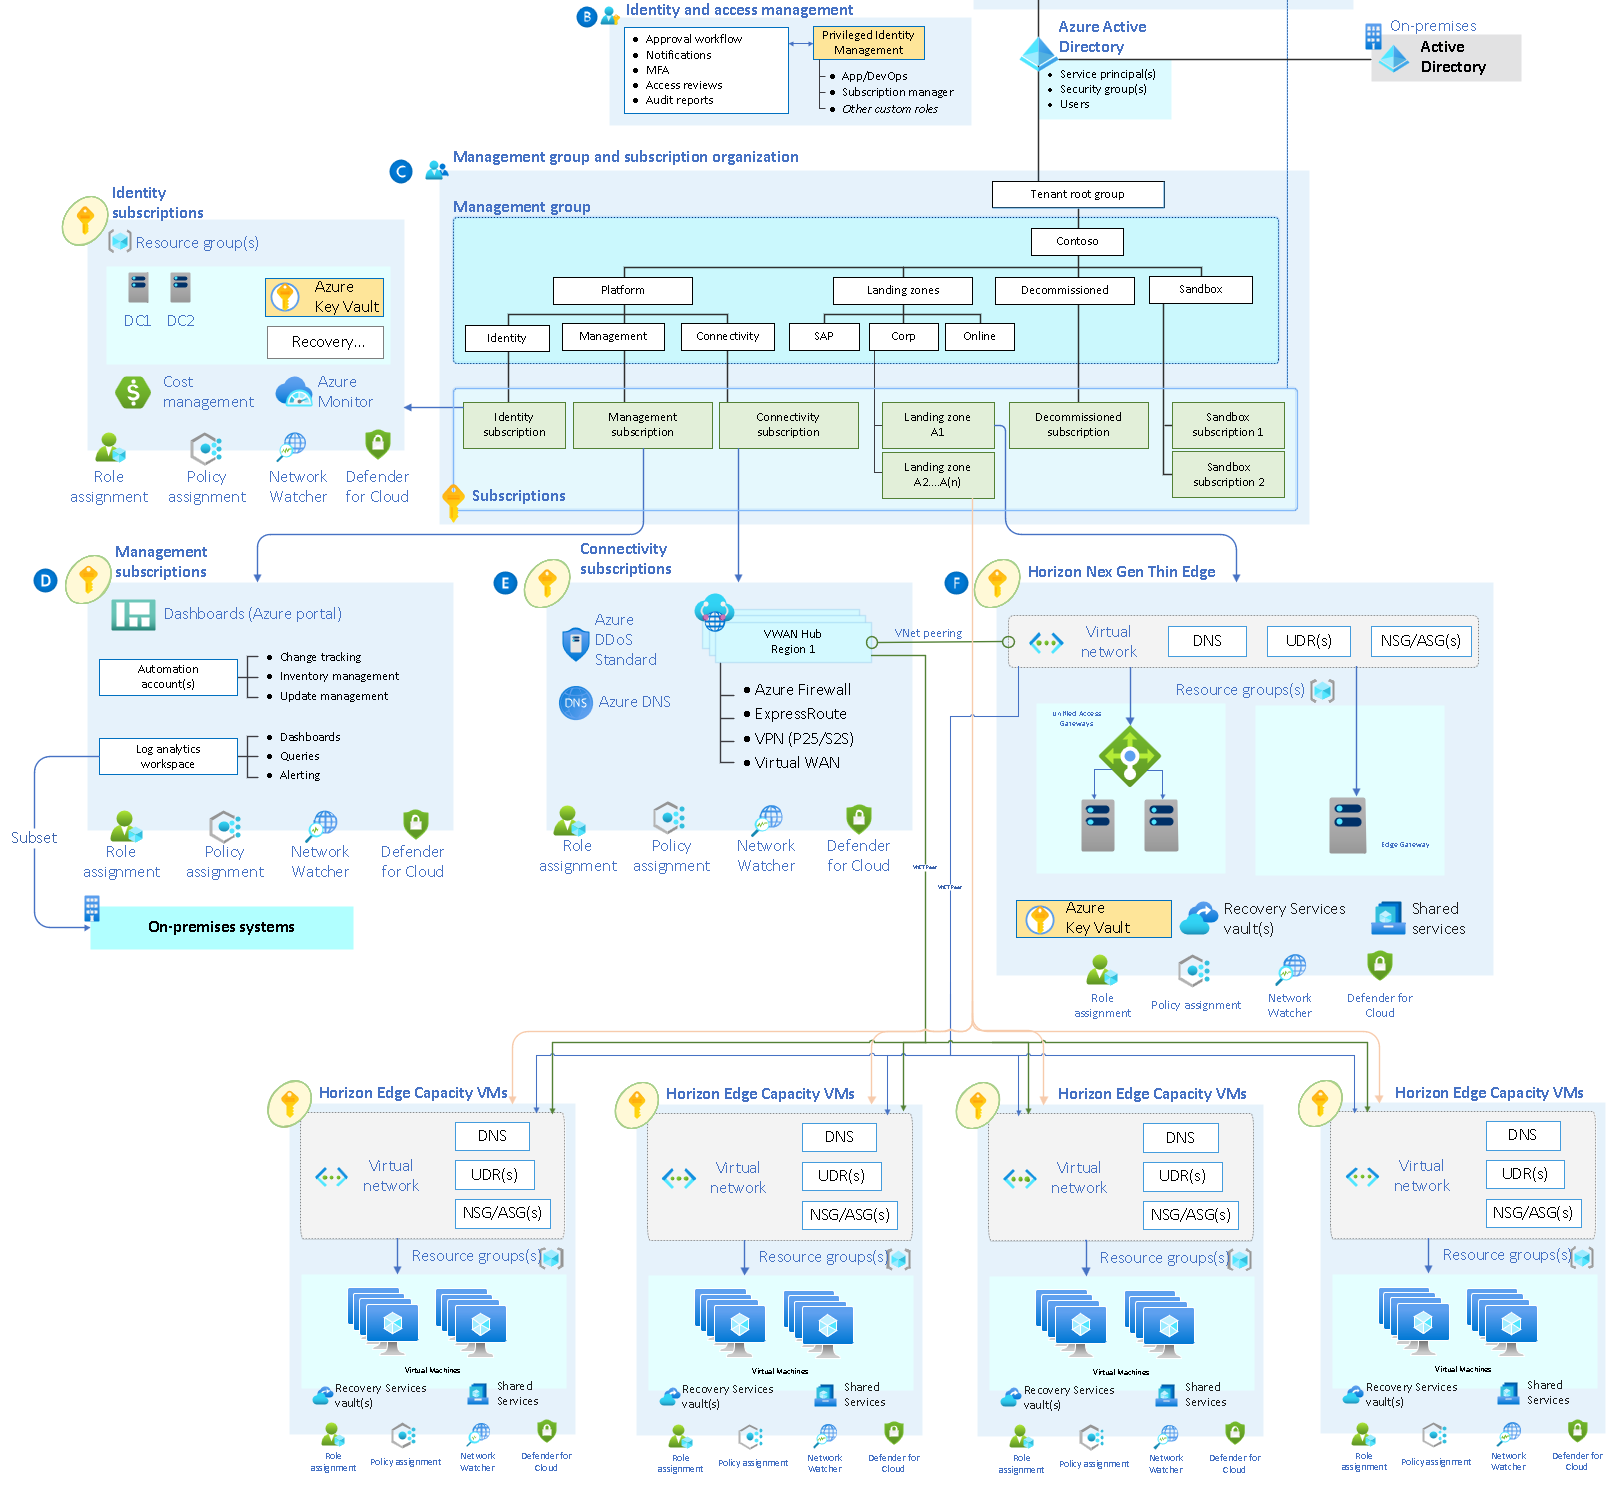 B
Identity and access management
Approval workflow
Notifications
MFA
Access reviews
Audit reports
Privileged Identity
Management
App/DevOps
Subscription manager
Other custom roles
Azure Active
Directory
Service principal(s)
Security group(s)
Users
On-premises
Active
Directory
C
Management group and subscription organization
Tenant root group
Management group
Contoso
Platform
Landing zones
Decommissioned
Sandbox
Identity
Management
Connectivity
SAP
Corp
Online
Identity
subscription
Management
subscription
Connectivity
subscription
Landing zone
A1
Decommissioned
subscription
Sandbox
subscription 1
Landing zone
A2....A(n)
Sandbox
subscription 2
Subscriptions
Identity
subscriptions
Resource group(s)
DC1
DC2
Azure
Key Vault
Recovery...
Cost
management
Azure
Monitor
Role
assignment
Policy
assignment
Network
Watcher
Defender
for Cloud
D
Management
subscriptions
Dashboards (Azure portal)
Automation
account(s)
Change tracking
Inventory management
Update management
Log analytics
workspace
Dashboards
Queries
Alerting
Subset
Role
assignment
Policy
assignment
Network
Watcher
Defender
for Cloud
On-premises systems
E
Connectivity
subscriptions
Azure
DDoS
Standard
Azure DNS
DNS
VWAN Hub
Region 1
Azure Firewall
ExpressRoute
VPN (P25/S2S)
Virtual WAN
Role
assignment
Policy
assignment
Network
Watcher
Defender
for Cloud
VNet peering
VNET Peer
VNET Peer
F
Horizon Nex Gen Thin Edge
Virtual
network
DNS
UDR(s)
NSG/ASG(s)
Resource groups(s)
Unified Access
Gateways
Edge Gateway
Azure
Key Vault
Recovery Services
vault(s)
Shared
services
Role
assignment
Policy assignment
Network
Watcher
Defender for
Cloud
Horizon Edge Capacity VMs
Virtual
network
DNS
UDR(s)
NSG/ASG(s)
Resource groups(s)
Virtual Machines
Recovery Services
vault(s)
Shared
Services
Role
assignment
Policy assignment
Network
Watcher
Defender for
Cloud
Horizon Edge Capacity VMs
Virtual
network
DNS
UDR(s)
NSG/ASG(s)
Resource groups(s)
Virtual Machines
Recovery Services
vault(s)
Shared
Services
Role
assignment
Policy assignment
Network
Watcher
Defender for
Cloud
Horizon Edge Capacity VMs
Virtual
network
DNS
UDR(s)
NSG/ASG(s)
Resource groups(s)
Virtual Machines
Recovery Services
vault(s)
Shared
Services
Role
assignment
Policy assignment
Network
Watcher
Defender for
Cloud
Horizon Edge Capacity VMs
Virtual
network
DNS
UDR(s)
NSG/ASG(s)
Resource groups(s)
Virtual Machines
Recovery Services
vault(s)
Shared
Services
Role
assignment
Policy assignment
Network
Watcher
Defender for
Cloud